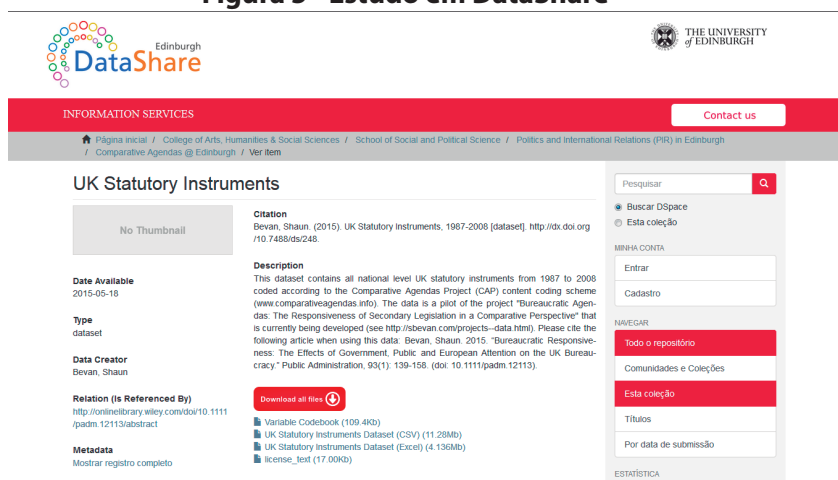 Figura 5 - Estudo em DataShare
Edinburgh
DataShare
THE UNIVERSITY
of EDINBURGH
INFORMATION SERVICES
Contact us
Página inicial / College of Arts, Humanities & Social Sciences / School of Social and Political Science / Politics and International Relations (PIR) in Edinburgh
/ Comparative Agendas @ Edinburgh / Ver item
UK Statutory Instruments
No Thumbnail
Date Available
2015-05-18
Type
dataset
Data Creator
Bevan, Shaun
Relation (Is Referenced By)
http://onlinelibrary.wiley.com/doi/10.1111
/padm.12113/abstract
Metadata
Mostrar registro completo
Citation
Bevan, Shaun. (2015). UK Statutory Instruments, 1987-2008 [dataset]. http://dx.doi.org
/10.7488/ds/248.
Description
This dataset contains all national level UK statutory instruments from 1987 to 2008
coded according to the Comparative Agendas Project (CAP) content coding scheme
(www.comparativeagendas.info). The data is a pilot of the project "Bureaucratic Agen-
das: The Responsiveness of Secondary Legislation in a Comparative Perspective" that
is currently being developed (see http://sbevan.com/projects--data.html). Please cite the
following article when using this data: Bevan, Shaun. 2015. "Bureaucratic Responsive-
ness: The Effects of Government, Public and European Attention on the UK Bureau-
cracy." Public Administration, 93(1): 139-158. (doi: 10.1111/padm.12113).
Download all files
Variable Codebook (109.4Kb)
UK Statutory Instruments Dataset (CSV) (11.28Mb)
UK Statutory Instruments Dataset (Excel) (4.136Mb)
license_text (17.00Kb)
Pesquisar
Buscar DSpace
Esta coleção
MINHA CONTA
Entrar
Cadastro
NAVEGAR
Todo o repositório
Comunidades e Coleções
Esta coleção
Títulos
Por data de submissão
ESTATÍSTICA